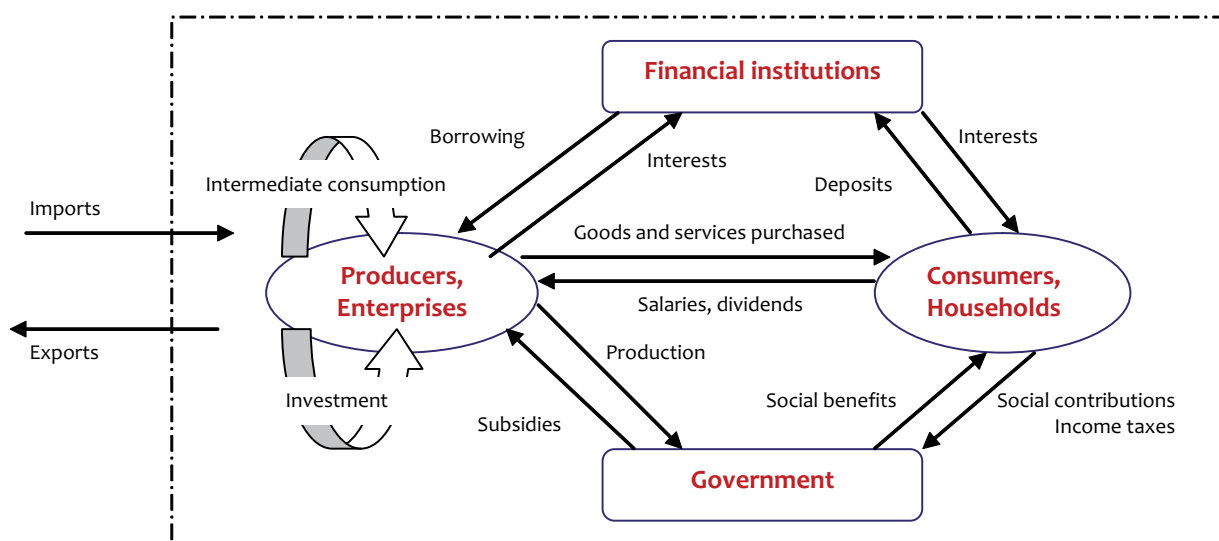 Financial institutions
Borrowing
Interests
Interests
Deposits
Intermediate consumption
Imports
Goods and services purchased
Producers,
Enterprises
Consumers,
Households
Salaries, dividends
Exports
Production
Investment
Subsidies
Social benefits
Social contributions
Income taxes
Government